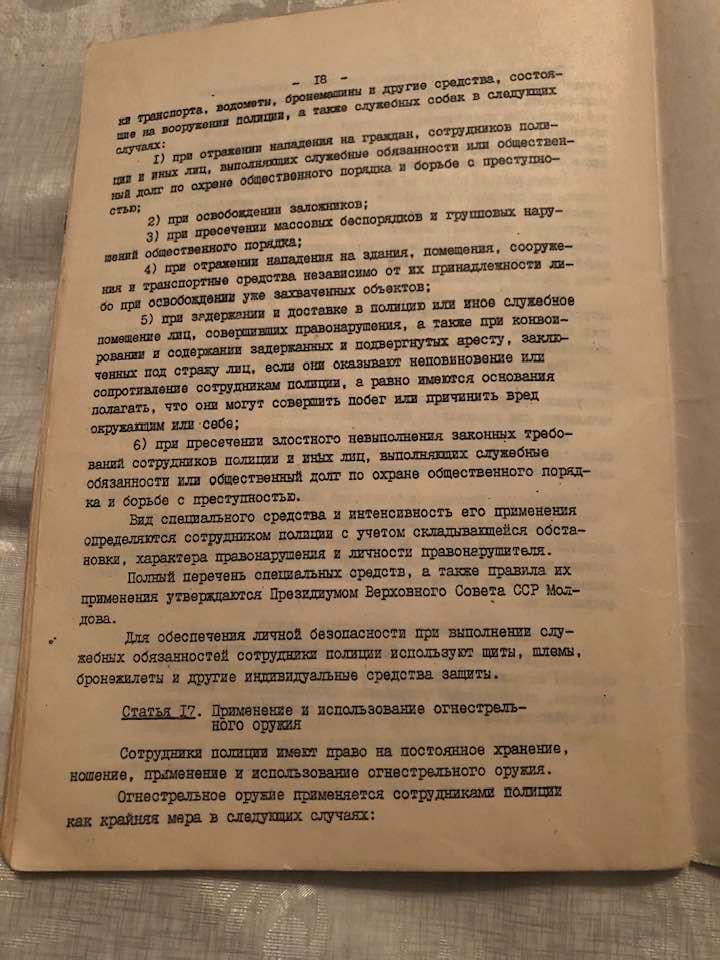 - I8 -
ки транспорта, водометы, бронемашины и другие средства, состоя-
щие на вооружении полиции, а также служебных собак в следующих
случаях:
I) при отражении нападения на граждан, сотрудников поли-
ции и иных лиц, выполняющих служебные обязанности или обществен-
ный долг по охране общественного порядка и борьбе с преступно-
стью;
2) при освобождении заложников;
3) при пресечении массовых беспорядков и групповых нару-
шений общественного порядка;
4) при отражении нападения на здания, помещения, сооруже-
ния и транспортные средства независимо от их принадлежности ли-
бо при освобождении уже захваченных объектов;
5) при задержании и доставке в полицию или иное служебное
помещение лиц, совершивших правонарушения, а также при конвои-
ровании и содержании задержанных и подвергнутых аресту, заклю-
ченных под стражу лиц, если они оказывают неповиновение или
сопротивление сотрудникам полиции, а равно имеются основания
полагать, что они могут совершить побег или причинить вред
окружающим или себе;
6) при пресечении злостного невыполнения законных требо-
ваний сотрудников полиции и иных лиц, выполняющих служебные
обязанности или общественный долг по охране общественного поряд-
ка и борьбе с преступностью.
Вид специального средства и интенсивность его применения
определяются сотрудником полиции с учетом складывающейся обста-
новки, характера правонарушения и личности правонарушителя.
Полный перечень специальных средств, а также правила их
применения утверждаются Президиумом Верховного Совета ССР Мол-
дова.
Для обеспечения личной безопасности при выполнении слу-
жебных обязанностей сотрудники полиции используют щиты, шлемы,
бронежилеты и другие индивидуальные средства защиты.
Статья I7. Применение и использование огнестрель-
ного оружия
Сотрудники полиции имеют право на постоянное хранение,
ношение, применение и использование огнестрельного оружия.
Огнестрельное оружие применяется сотрудниками полиции
как крайняя мера в следующих случаях: